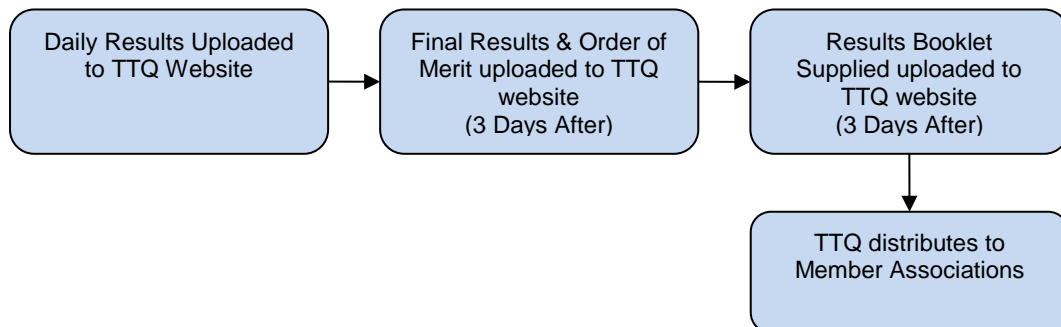 Daily Results Uploaded
to TTQ Website
Final Results & Order of
Merit uploaded to TTQ
website
(3 Days After)
Results Booklet
Supplied uploaded to
TTQ website
(3 Days After)
TTQ distributes to
Member Associations